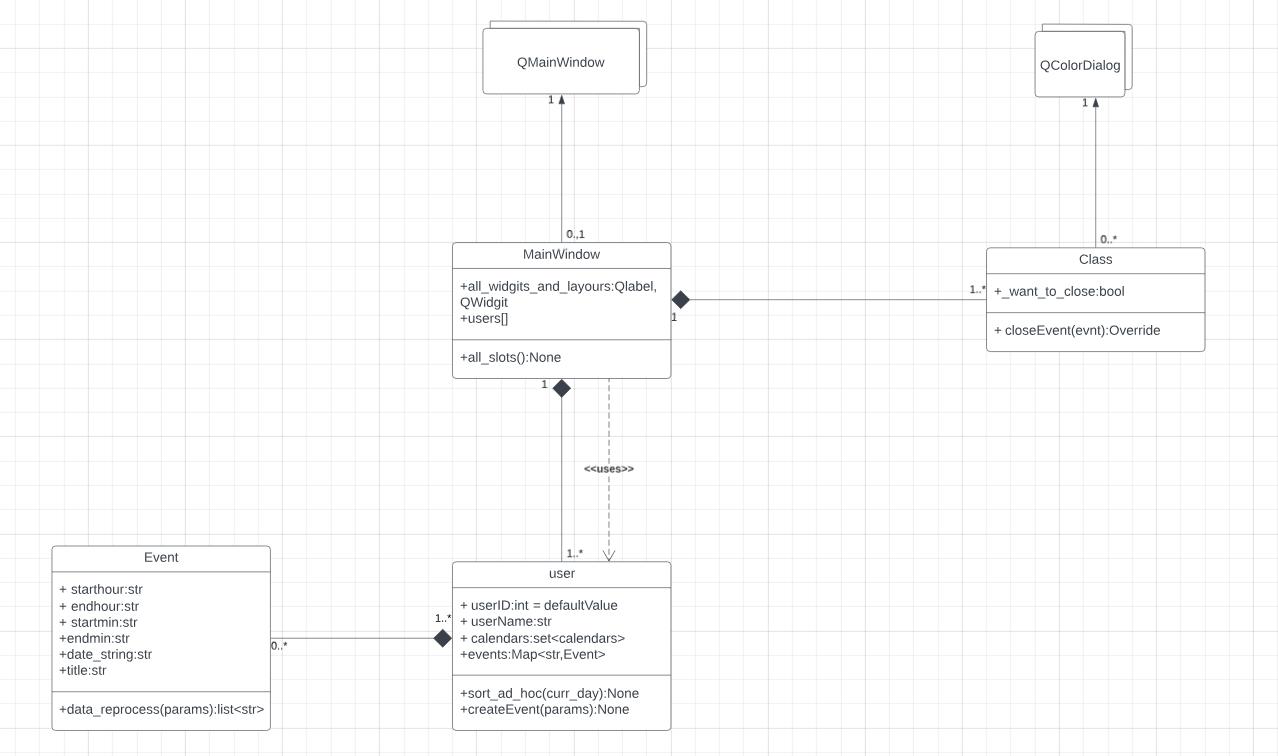 QMainWindow
QColorDialog
1
1
0.,1
0..*
MainWindow
+all_widgits_and_layours:Qlabel,
QWidgit
+users[]
+all_slots():None
1
1..*
Class
+_want_to_close:bool
+ closeEvent(evnt):Override
1
<<uses>>
1..*
Event
+ starthour:str
+ endhour:str
+ startmin:str
+endmin:str
+date_string:str
+title:str
+data_reprocess(params):list<str>
0..*
1..*
user
+ userID:int = defaultValue
+ userName:str
+ calendars:set<calendars>
+events:Map<str,Event>
+sort_ad_hoc(curr_day):None
+createEvent(params):None